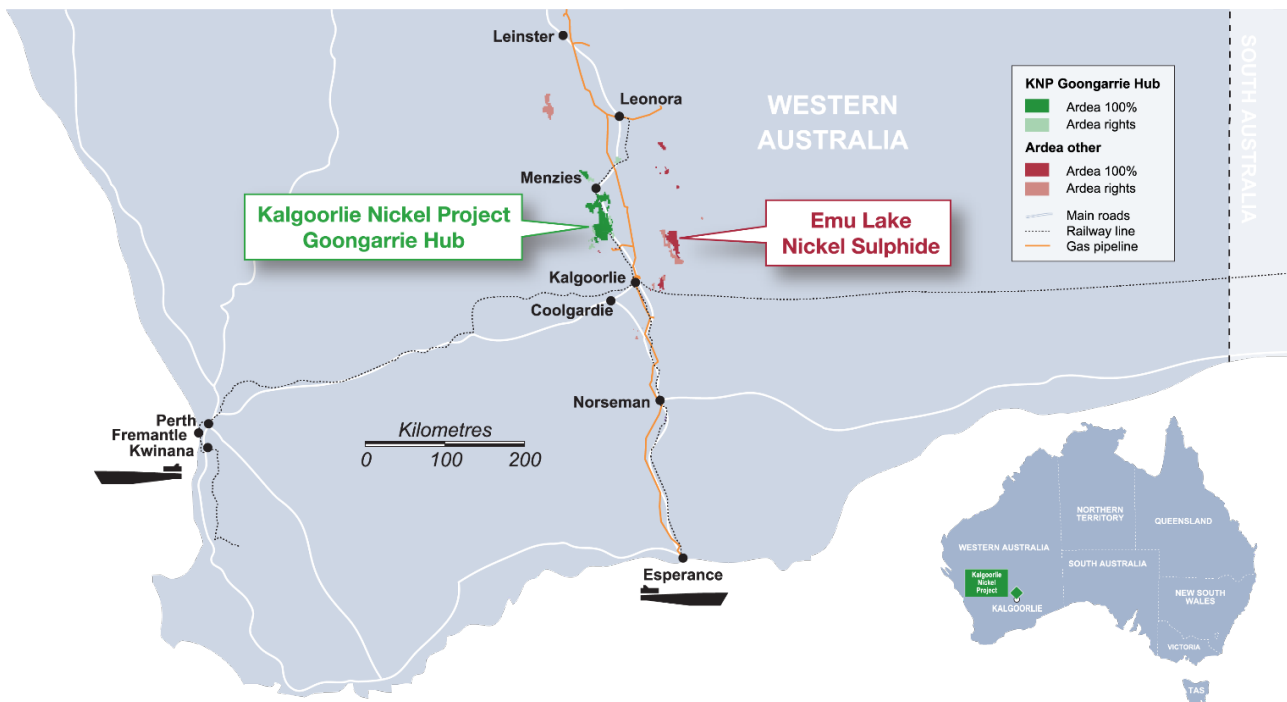 Leinster
Leonora
WESTERN
AUSTRALIA
SOUTH AUSTRALIA
KNP Goongarrie Hub
Ardea 100%
Ardea rights
Ardea other
Ardea 100%
Ardea rights
Main roads
Railway line
Gas pipeline
Menzies
Kalgoorlie Nickel Project
Goongarrie Hub
Emu Lake
Nickel Sulphide
Kalgoorlie
Coolgardie
Norseman
Perth
Fremantle
Kwinana
Kilometres
0 100 200
Esperance
NORTHERN
TERRITORY
QUEENSLAND
WESTERN AUSTRALIA
SOUTH AUSTRALIA
Kalgoorlie
Nickel
Project
KALGOORLIE
NEW SOUTH
WALES
VICTORIA
TAS